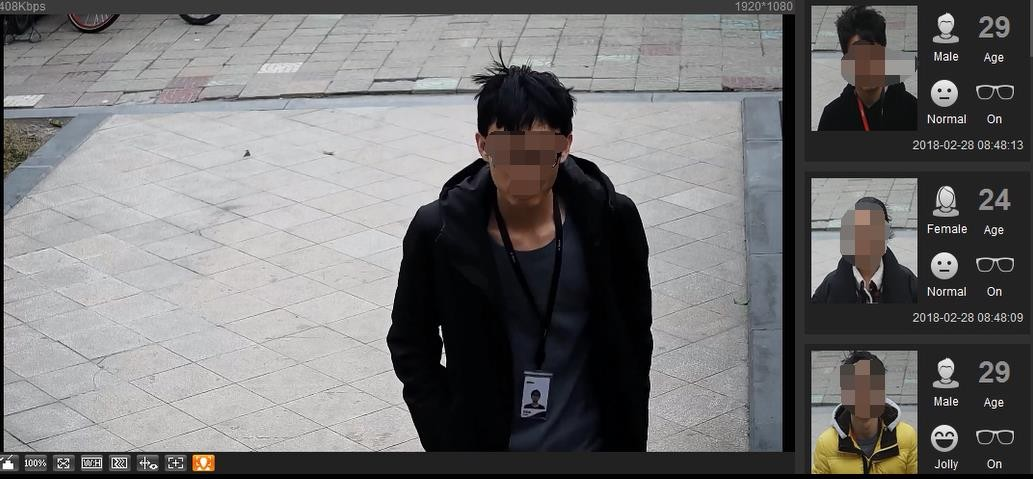 408Kbps
1920*1080
29
Male
Age
Normal
On
2018-02-28 08:48:13
24
Female
Age
Normal
On
2018-02-28 08:48:09
29
Male
Age
Jolly
On
100%
W:H